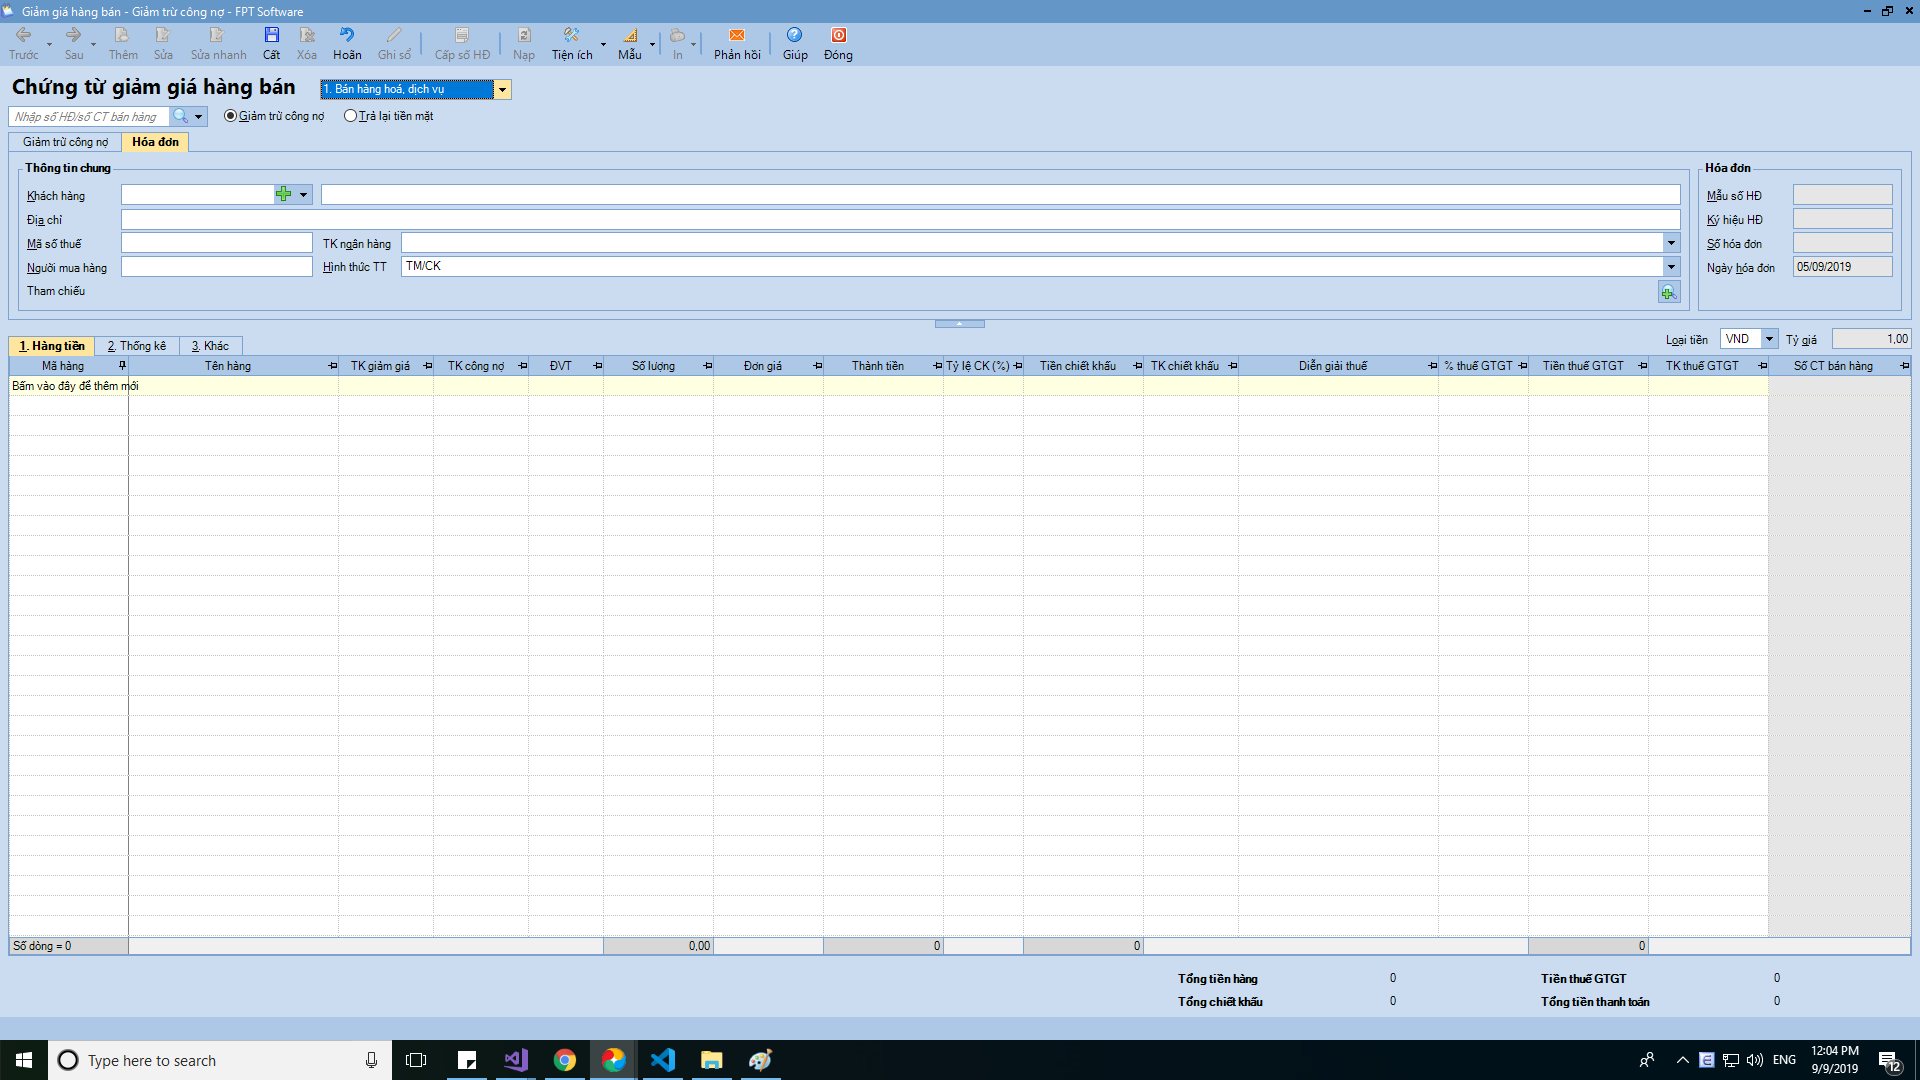 Giảm giá hàng bán - Giảm trừ công nợ - FPT Software
Trước Sau Thêm Sửa Sửa nhanh Cất Xóa Hoãn Ghi sổ Cấp số HĐ Nạp Tiện ích Mẫu In Phản hồi Giúp Đóng
Chứng từ giảm giá hàng bán 1. Bán hàng hoá, dịch vụ
Nhập số HĐ/số CT bán hàng Giảm trừ công nợ Trả lại tiền mặt
Giảm trừ công nợ Hóa đơn
Thông tin chung Hóa đơn
Khách hàng Mẫu số HĐ
Địa chỉ Ký hiệu HĐ
Mã số thuế TK ngân hàng Số hóa đơn
Người mua hàng Hình thức TT TM/CK Ngày hóa đơn 05/09/2019
Tham chiếu
1. Hàng tiền 2. Thống kê 3. Khác Loại tiền VND Tỷ giá 1,00
Mã hàng Tên hàng TK giảm giá TK công nợ ĐVT Số lượng Đơn giá Thành tiền Tỷ lệ CK (%) Tiền chiết khấu TK chiết khấu Diễn giải thuế % thuế GTGT Tiền thuế GTGT TK thuế GTGT Số CT bán hàng
Bấm vào đây để thêm mới
Số dòng = 0 0,00 0 0 0
Tổng tiền hàng 0 Tiền thuế GTGT 0
Tổng chiết khấu 0 Tổng tiền thanh toán 0
Type here to search ENG 12:04 PM
9/9/2019 12